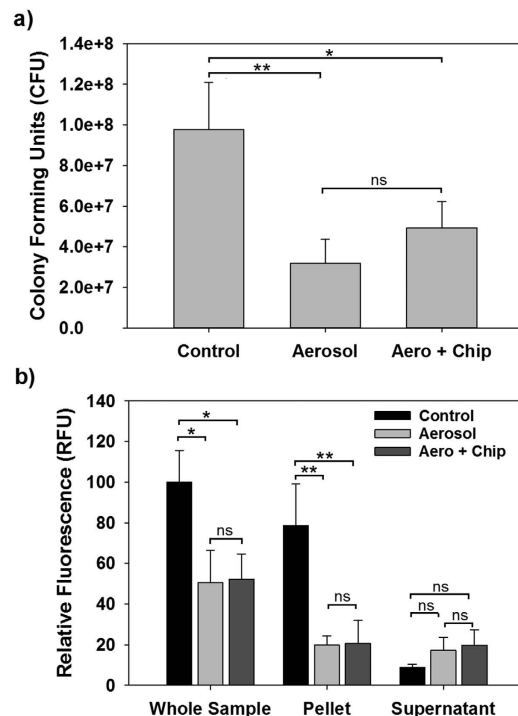 a)
Colony Forming Units (CFU)
1.4e+8
1.2e+8
1.0e+8
8.0e+7
6.0e+7
4.0e+7
2.0e+7
0.0
*
**
ns
Control Aerosol Aero + Chip
b)
Relative Fluorescence (RFU)
140
120
100
80
60
40
20
0
Control
Aerosol
Aero + Chip
*
*
ns
**
**
ns
ns
ns
ns
Whole Sample Pellet Supernatant